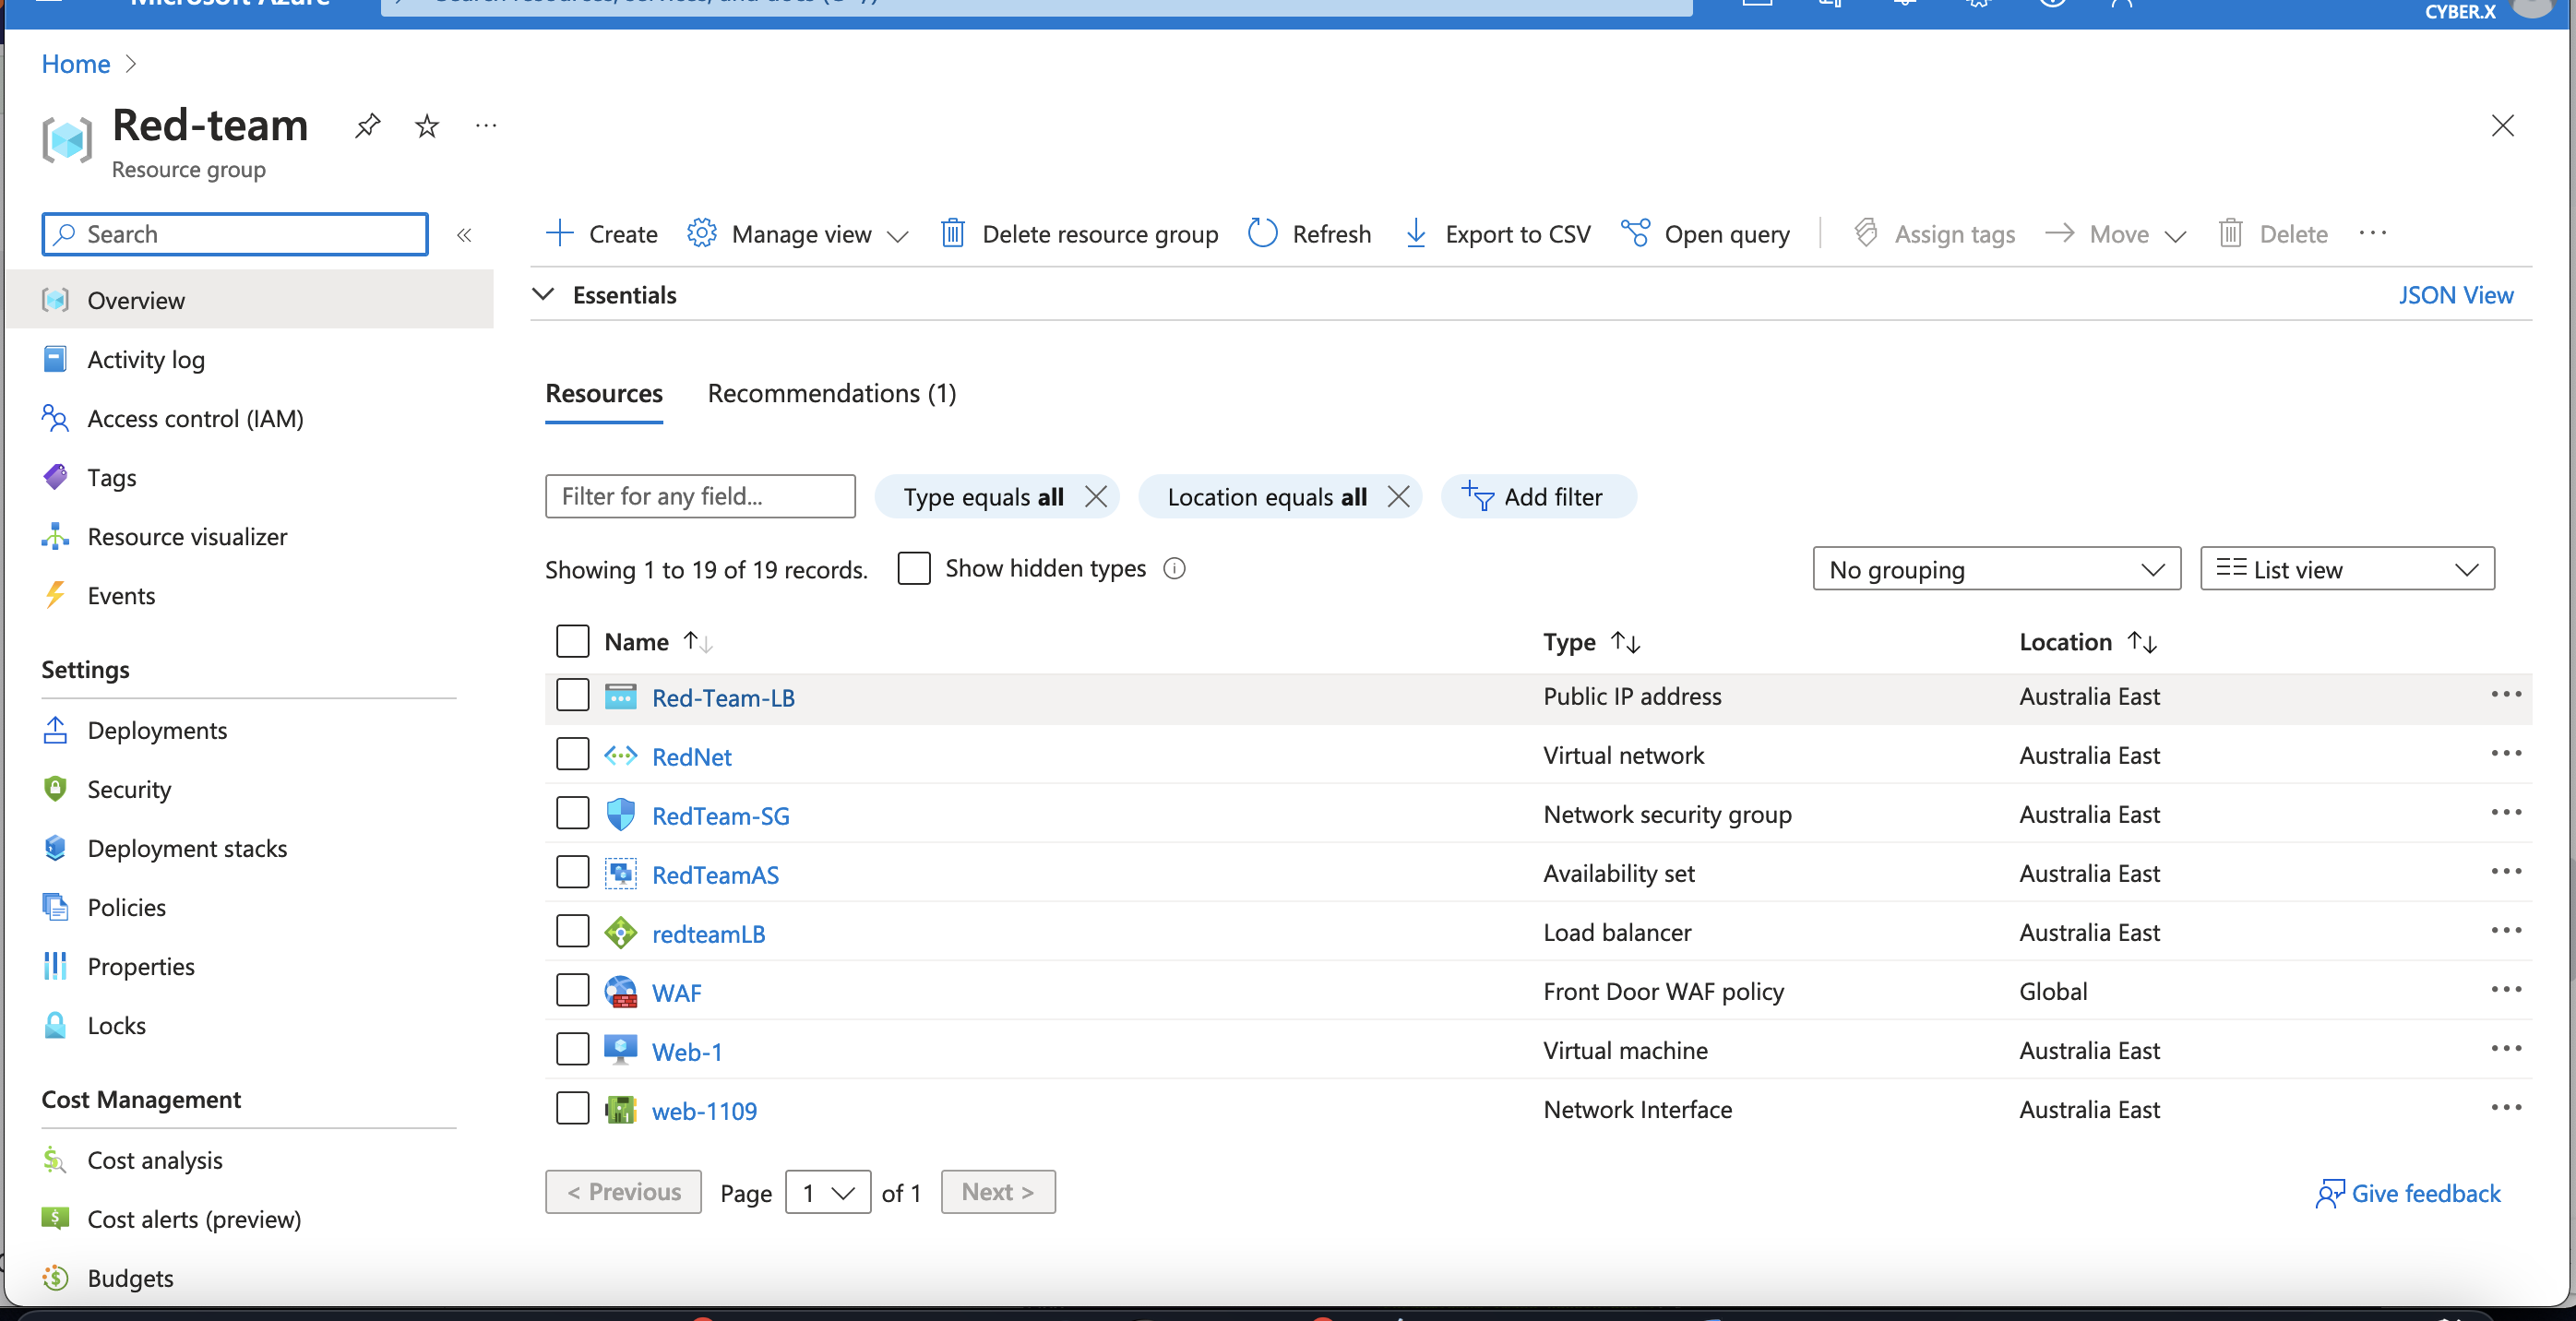 Microsoft Azure
CYBER.X
Home
Red-team
Resource group
Search
Create
Manage view
Delete resource group
Refresh
Export to CSV
Open query
Assign tags
Move
Delete
Overview
Essentials
JSON View
Activity log
Access control (IAM)
Tags
Resource visualizer
Events
Settings
Deployments
Security
Deployment stacks
Policies
Properties
Locks
Cost Management
Cost analysis
Cost alerts (preview)
Budgets
Resources Recommendations (1)
Filter for any field... Type equals all Location equals all Add filter
Showing 1 to 19 of 19 records. Show hidden types No grouping List view
Name Type Location
Red-Team-LB Public IP address Australia East
RedNet Virtual network Australia East
RedTeam-SG Network security group Australia East
RedTeamAS Availability set Australia East
redteamLB Load balancer Australia East
WAF Front Door WAF policy Global
Web-1 Virtual machine Australia East
web-1109 Network Interface Australia East
< Previous Page 1 of 1 Next > Give feedback